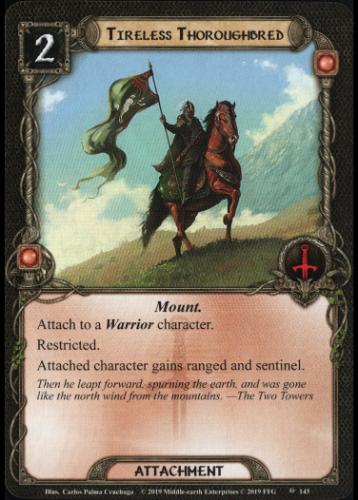 2
Tireless Thoroughbred
Mount.
Attach to a Warrior character.
Restricted.
Attached character gains ranged and sentinel.
Then he leapt forward, spurning the earth, and was gone
like the north wind from the mountains. —The Two Towers
ATTACHMENT
Illus. Carlos Palma Cruchaga © 2019 Middle-earth Enterprises © 2019 FFG 143